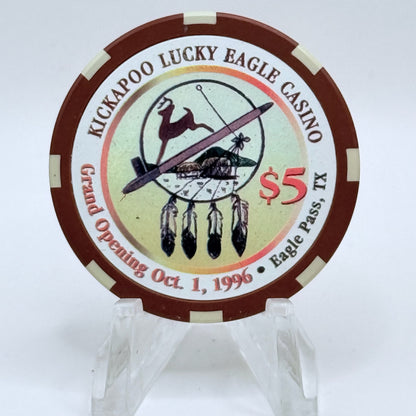 KICKAPOO LUCKY EAGLE CASINO
$5
Grand Opening Oct. 1, 1996 • Eagle Pass, TX